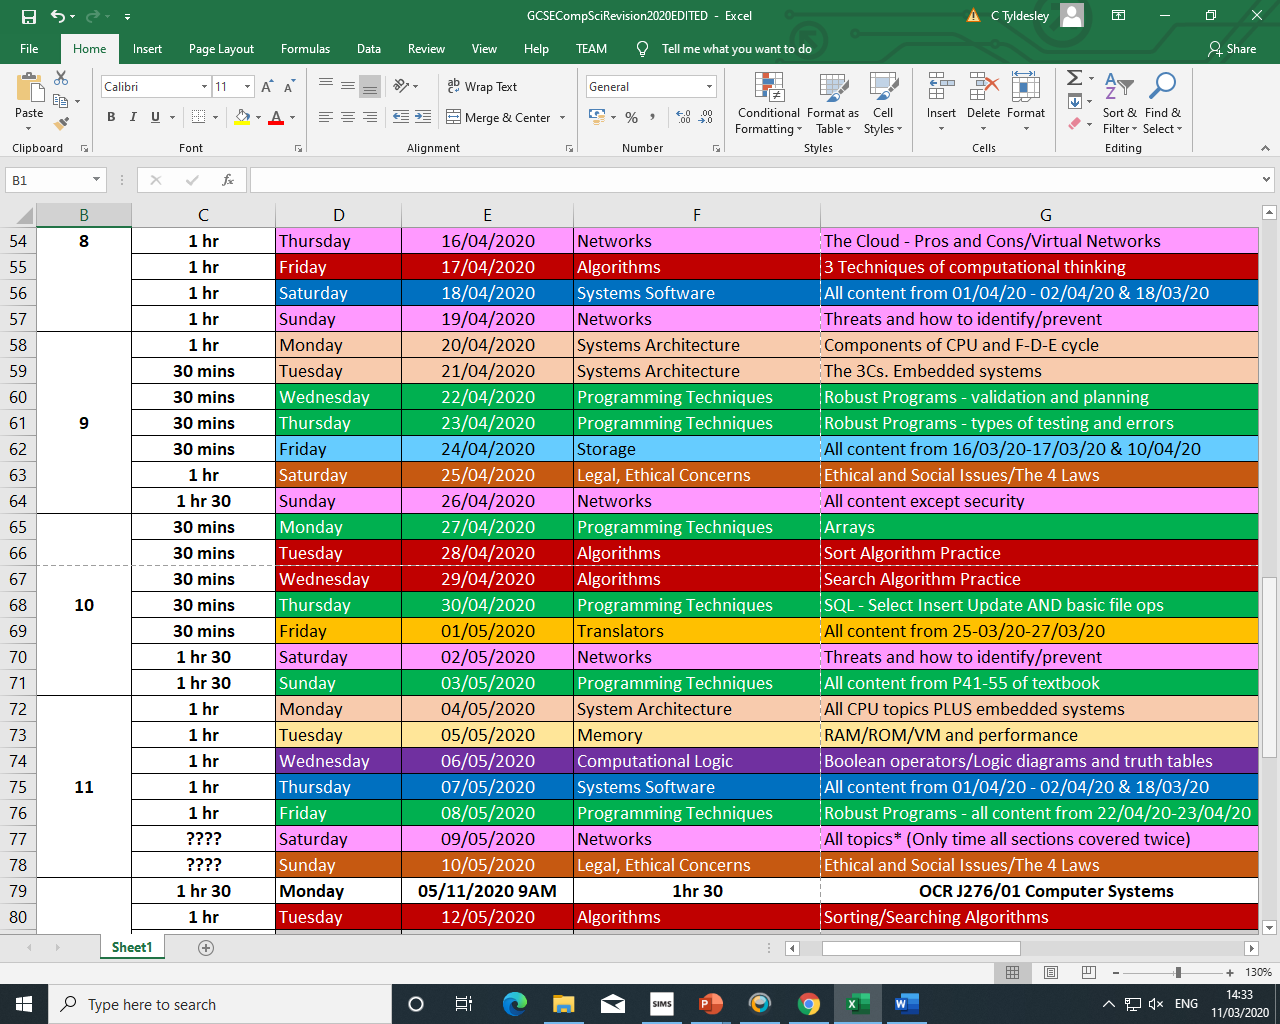 GCSECompSciRevision2020EDITED - Excel
C Tyldesley
File Home Insert Page Layout Formulas Data Review View Help TEAM Tell me what you want to do Share
Paste
Clipboard
Calibri 11
B I U
Font
Wrap Text
Merge & Center
Alignment
General
Number
Conditional Formatting
Format as Table
Cell Styles
Styles
Insert Delete Format
Cells
Sort & Filter
Find & Select
Editing
B1
fx
B C D E F G
54 8 1 hr Thursday 16/04/2020 Networks The Cloud - Pros and Cons/Virtual Networks
55 1 hr Friday 17/04/2020 Algorithms 3 Techniques of computational thinking
56 1 hr Saturday 18/04/2020 Systems Software All content from 01/04/20 - 02/04/20 & 18/03/20
57 1 hr Sunday 19/04/2020 Networks Threats and how to identify/prevent
58 1 hr Monday 20/04/2020 Systems Architecture Components of CPU and F-D-E cycle
59 30 mins Tuesday 21/04/2020 Systems Architecture The 3Cs. Embedded systems
60 30 mins Wednesday 22/04/2020 Programming Techniques Robust Programs - validation and planning
61 9 30 mins Thursday 23/04/2020 Programming Techniques Robust Programs - types of testing and errors
62 30 mins Friday 24/04/2020 Storage All content from 16/03/20-17/03/20 & 10/04/20
63 1 hr Saturday 25/04/2020 Legal, Ethical Concerns Ethical and Social Issues/The 4 Laws
64 1 hr 30 Sunday 26/04/2020 Networks All content except security
65 30 mins Monday 27/04/2020 Programming Techniques Arrays
66 30 mins Tuesday 28/04/2020 Algorithms Sort Algorithm Practice
67 30 mins Wednesday 29/04/2020 Algorithms Search Algorithm Practice
68 10 30 mins Thursday 30/04/2020 Programming Techniques SQL - Select Insert Update AND basic file ops
69 30 mins Friday 01/05/2020 Translators All content from 25-03/20-27/03/20
70 1 hr 30 Saturday 02/05/2020 Networks Threats and how to identify/prevent
71 1 hr 30 Sunday 03/05/2020 Programming Techniques All content from P41-55 of textbook
72 1 hr Monday 04/05/2020 System Architecture All CPU topics PLUS embedded systems
73 1 hr Tuesday 05/05/2020 Memory RAM/ROM/VM and performance
74 1 hr Wednesday 06/05/2020 Computational Logic Boolean operators/Logic diagrams and truth tables
75 11 1 hr Thursday 07/05/2020 Systems Software All content from 01/04/20 - 02/04/20 & 18/03/20
76 1 hr Friday 08/05/2020 Programming Techniques Robust Programs - all content from 22/04/20-23/04/20
77 ???? Saturday 09/05/2020 Networks All topics* (Only time all sections covered twice)
78 ???? Sunday 10/05/2020 Legal, Ethical Concerns Ethical and Social Issues/The 4 Laws
79 1 hr 30 Monday 05/11/2020 9AM 1hr 30 OCR J276/01 Computer Systems
80 1 hr Tuesday 12/05/2020 Algorithms Sorting/Searching Algorithms
Sheet1
130%
Type here to search
SIMS
ENG
14:33
11/03/2020